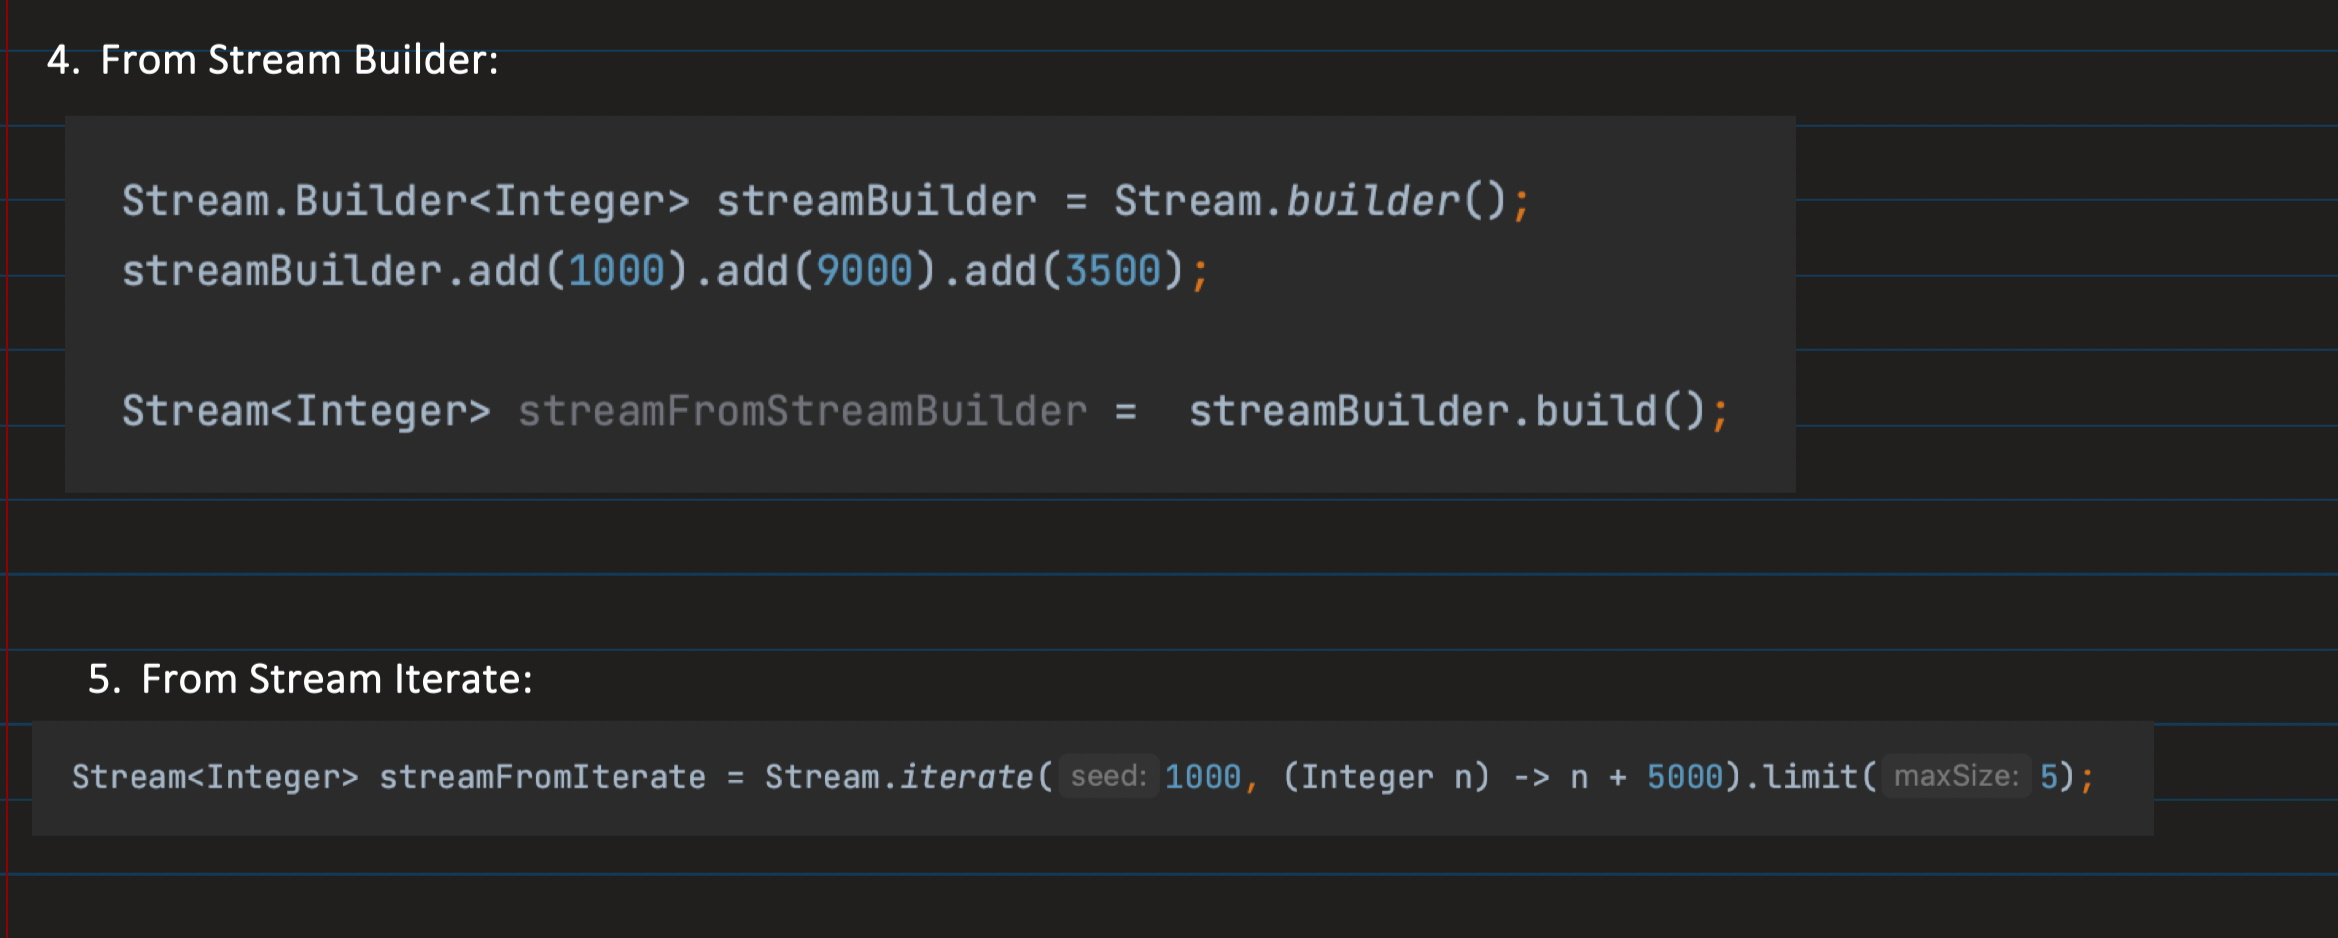 4. From Stream Builder:
Stream.Builder<Integer> streamBuilder = Stream.builder();
streamBuilder.add(1000).add(9000).add(3500);
Stream<Integer> streamFromStreamBuilder =  streamBuilder.build();
5. From Stream Iterate:
Stream<Integer> streamFromIterate = Stream.iterate( seed: 1000, (Integer n) -> n + 5000).limit( maxSize: 5);